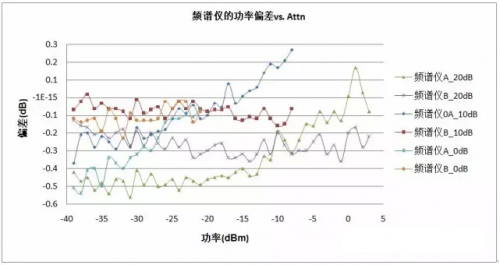 频谱仪的功率偏差vs. Attn
0.3
0.2
0.1
-1E-15
-0.1
-0.2
-0.3
-0.4
-0.5
-0.6
偏差(dB)
-40 -35 -30 -25 -20 -15 -10 -5 0 5
功率(dBm)
频谱仪A_20dB
频谱仪B_20dB
频谱仪0A_10dB
频谱仪B_10dB
频谱仪A_0dB
频谱仪B_0dB